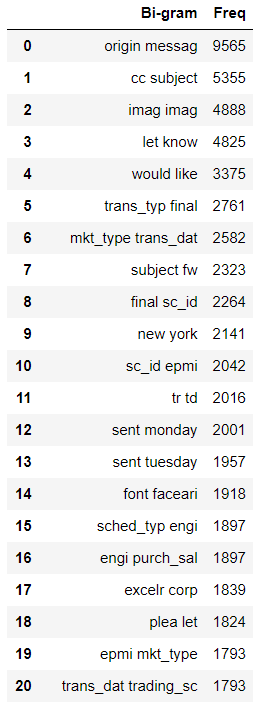 Bi-gram Freq
0 origin messag 9565
1 cc subject 5355
2 imag imag 4888
3 let know 4825
4 would like 3375
5 trans_typ final 2761
6 mkt_type trans_dat 2582
7 subject fw 2323
8 final sc_id 2264
9 new york 2141
10 sc_id epmi 2042
11 tr td 2016
12 sent monday 2001
13 sent tuesday 1957
14 font faceari 1918
15 sched_typ engi 1897
16 engi purch_sal 1897
17 excelr corp 1839
18 plea let 1824
19 epmi mkt_type 1793
20 trans_dat trading_sc 1793